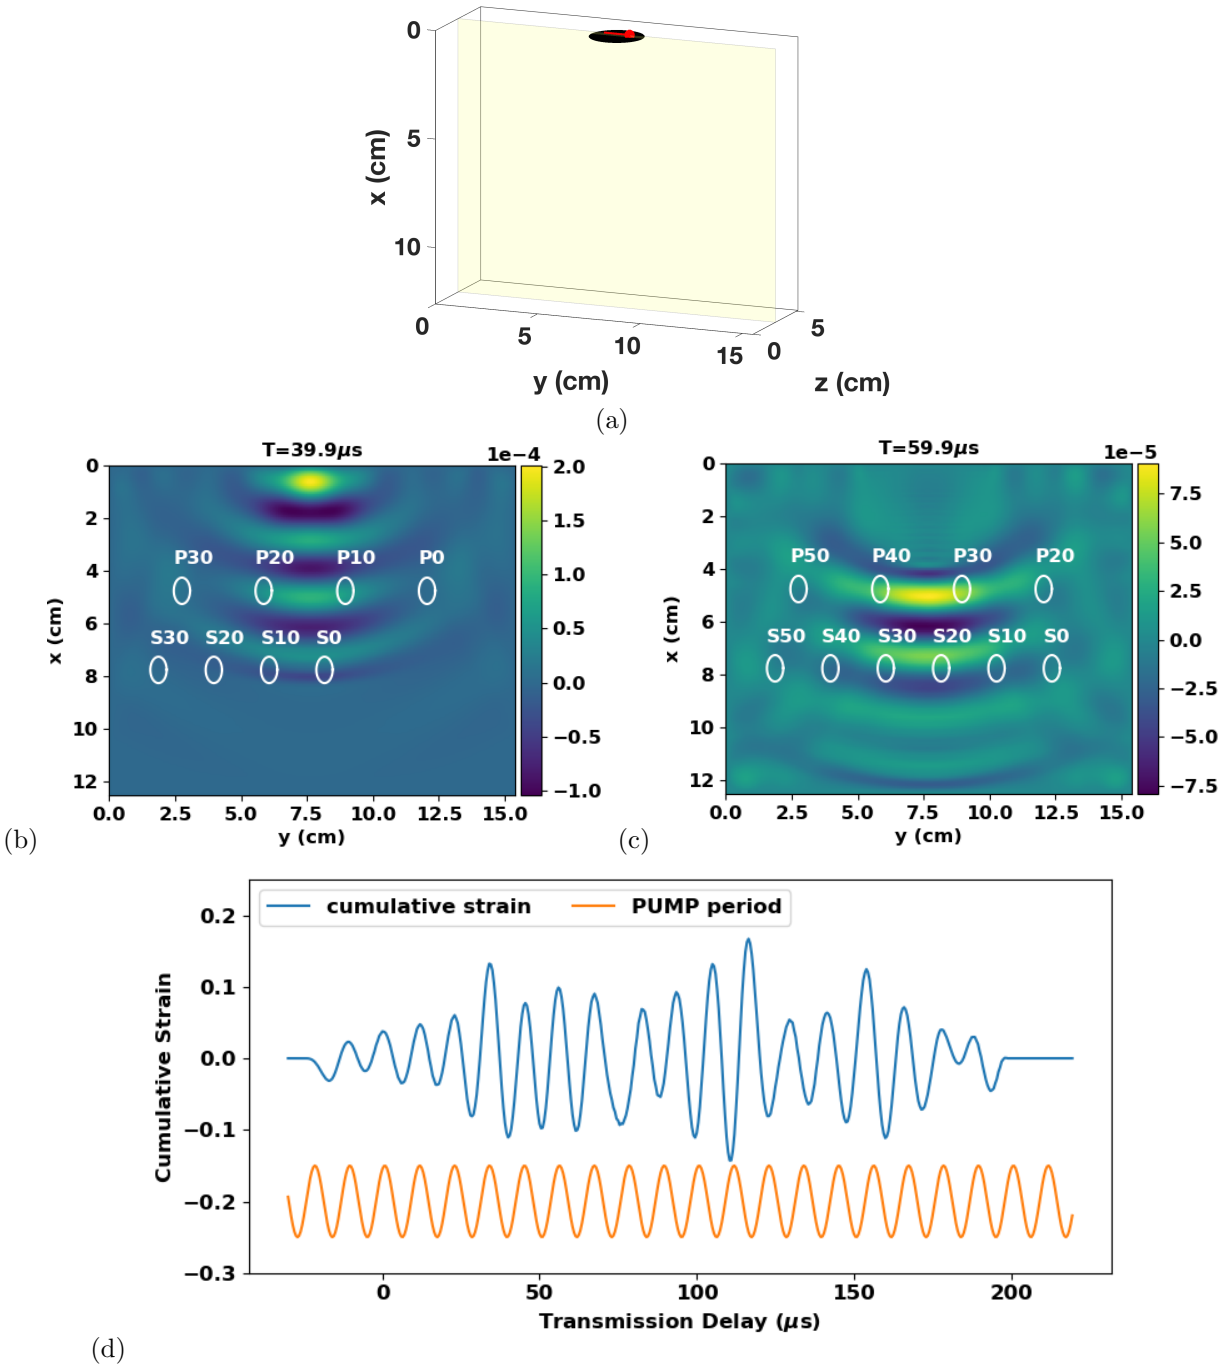 0
5
10
x (cm)
0
5
10
15
0
5
y (cm)
z (cm)
(a)
T=39.9μs
1e−4
0
2
4
6
8
10
12
x (cm)
P30 P20 P10 P0
S30 S20 S10 S0
0.0 2.5 5.0 7.5 10.0 12.5 15.0
y (cm)
2.0
1.5
1.0
0.5
0.0
−0.5
−1.0
(b)
T=59.9μs
1e−5
0
2
4
6
8
10
12
x (cm)
P50 P40 P30 P20
S50 S40 S30 S20 S10 S0
0.0 2.5 5.0 7.5 10.0 12.5 15.0
y (cm)
7.5
5.0
2.5
0.0
−2.5
−5.0
−7.5
(c)
cumulative strain PUMP period
0.2
0.1
0.0
−0.1
−0.2
−0.3
Cumulative Strain
0 50 100 150 200
Transmission Delay (μs)
(d)